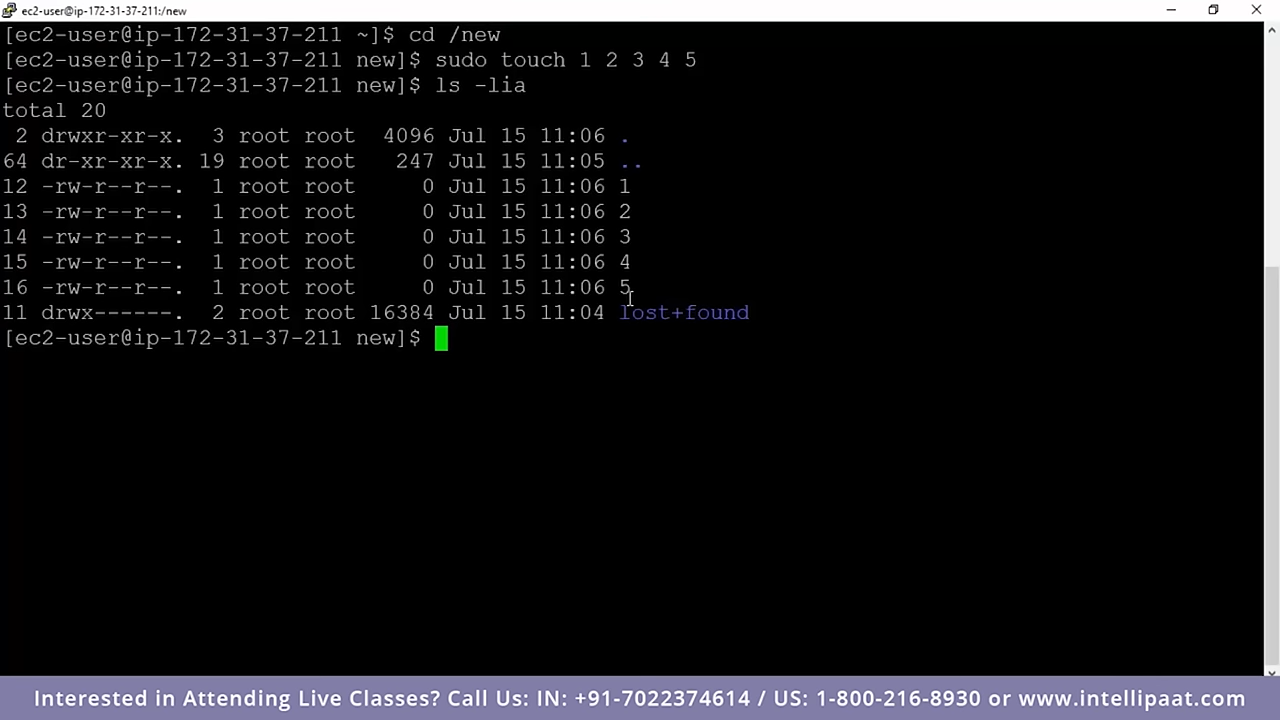 ec2-user@ip-172-31-37-211:/new
[ec2-user@ip-172-31-37-211 ~]$ cd /new
[ec2-user@ip-172-31-37-211 new]$ sudo touch 1 2 3 4 5
[ec2-user@ip-172-31-37-211 new]$ ls -lia
total 20
 2 drwxr-xr-x.  3 root root  4096 Jul 15 11:06 .
64 dr-xr-xr-x. 19 root root   247 Jul 15 11:05 ..
12 -rw-r--r--.  1 root root     0 Jul 15 11:06 1
13 -rw-r--r--.  1 root root     0 Jul 15 11:06 2
14 -rw-r--r--.  1 root root     0 Jul 15 11:06 3
15 -rw-r--r--.  1 root root     0 Jul 15 11:06 4
16 -rw-r--r--.  1 root root     0 Jul 15 11:06 5
11 drwx------.  2 root root 16384 Jul 15 11:04 lost+found
[ec2-user@ip-172-31-37-211 new]$
Interested in Attending Live Classes? Call Us: IN: +91-7022374614 / US: 1-800-216-8930 or www.intellipaat.com